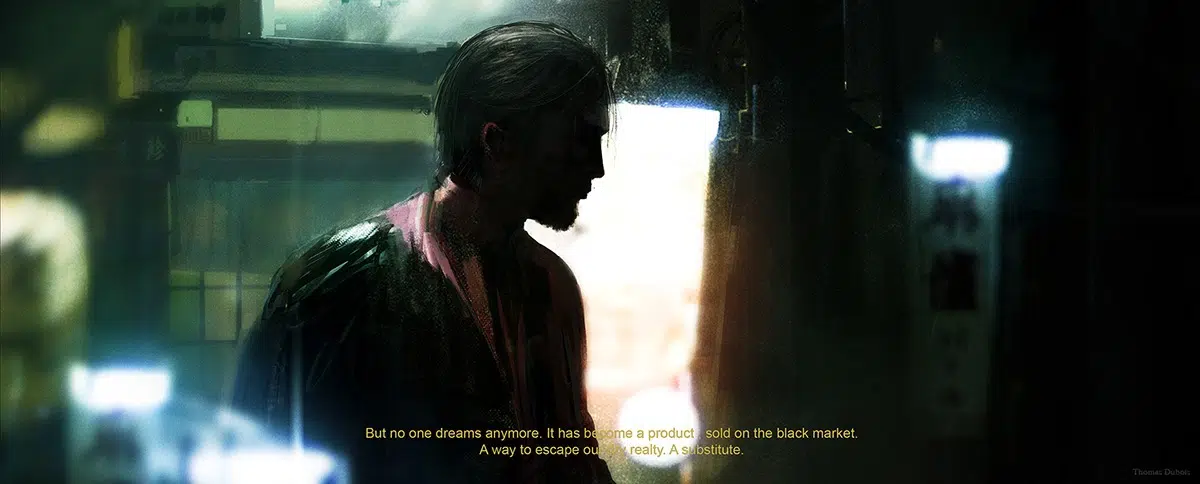 But no one dreams anymore. It has become a product , sold on the black market.
A way to escape realty. A substitute.
Thomas Dubois